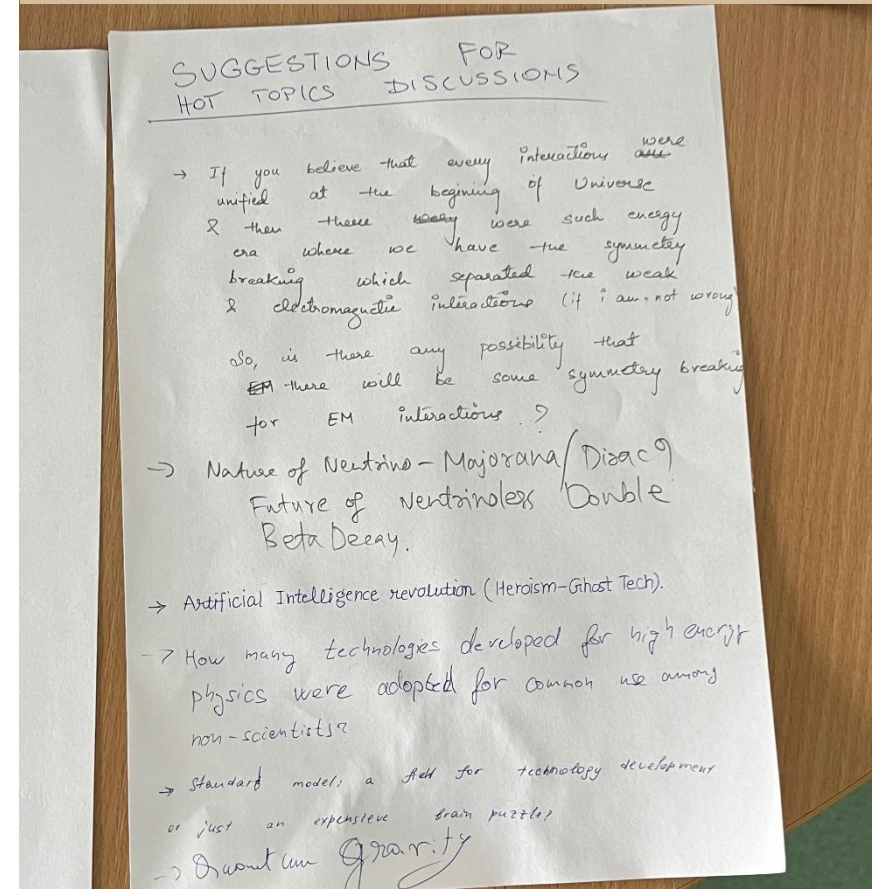 SUGGESTIONS FOR
HOT TOPICS DISCUSSIONS
→ If you believe that every interactions were
unified at the begining of Universe
& then there were such energy
era where we have the symmetry
breaking which separated the weak
& electromagnetic interactions (if i am not wrong
So, is there any possibility that
there will be some symmetry breaking
for EM interactions ?
→ Nature of Neutrino - Majorana/Dirac?
Future of Neutrinoless Double
Beta Decay.
→ Artificial Intelligence revolution (Heroism-Ghost Tech).
→ How many technologies developed for high energy
physics were adopted for common use among
non-scientists?
→ Standard model: a field for technology development
or just an expensieve brain puzzle?
→ Quantum Gravity